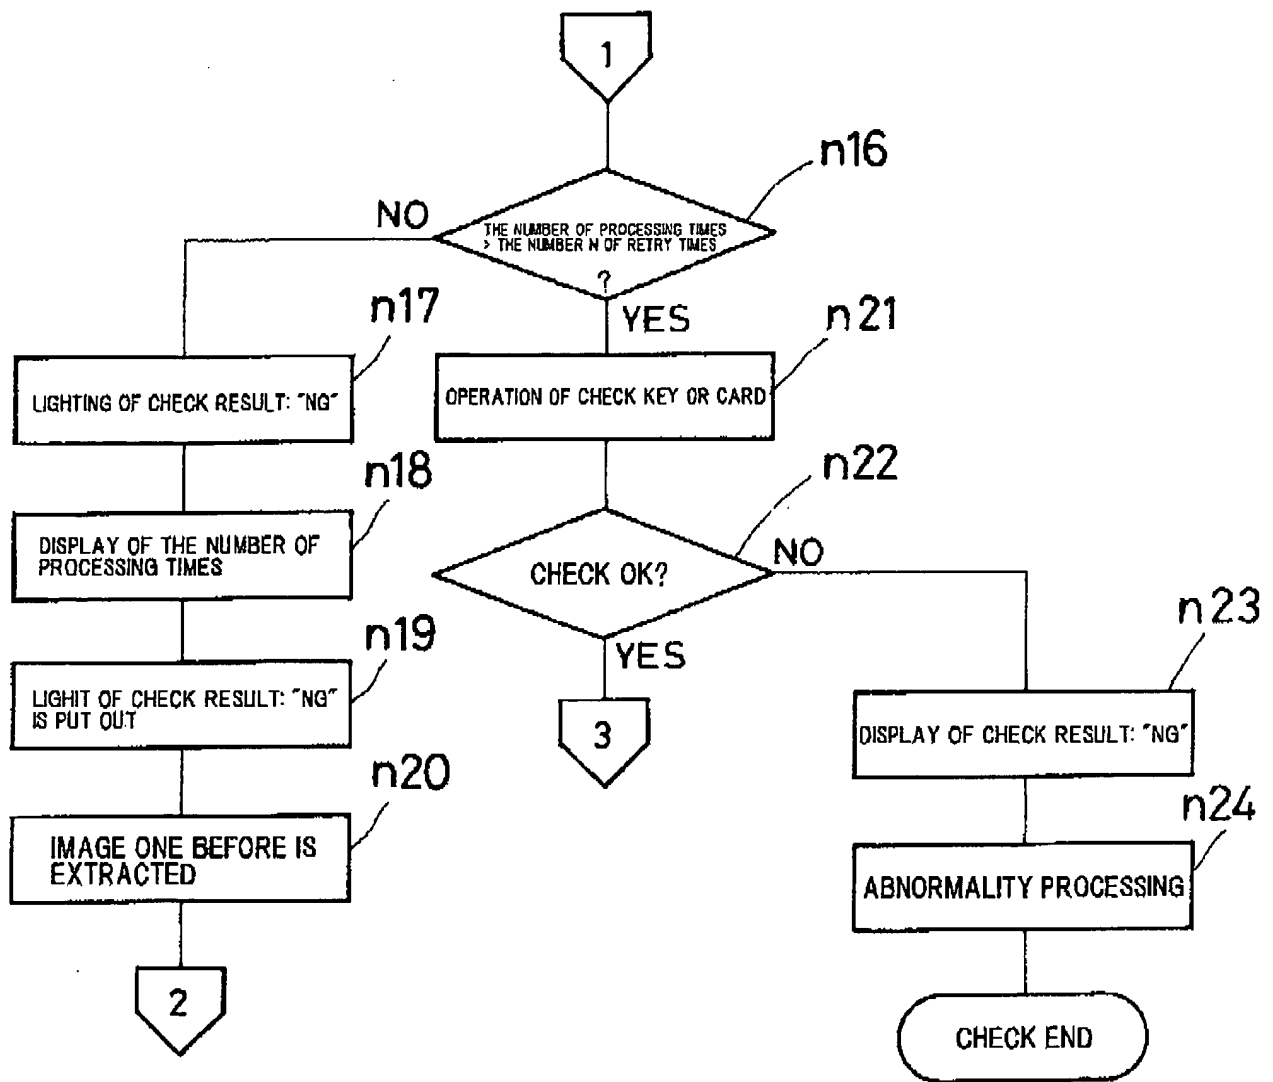 1
n16
NO
THE NUMBER OF PROCESSING TIMES
> THE NUMBER N OF RETRY TIMES
?
YES
n17
LIGHTING OF CHECK RESULT: "NG"
n21
OPERATION OF CHECK KEY OR CARD
n18
DISPLAY OF THE NUMBER OF
PROCESSING TIMES
n22
CHECK OK?
NO
YES
n19
LIGHIT OF CHECK RESULT: "NG"
IS PUT OUT
3
n23
DISPLAY OF CHECK RESULT: "NG"
n20
IMAGE ONE BEFORE IS
EXTRACTED
n24
ABNORMALITY PROCESSING
2
CHECK END